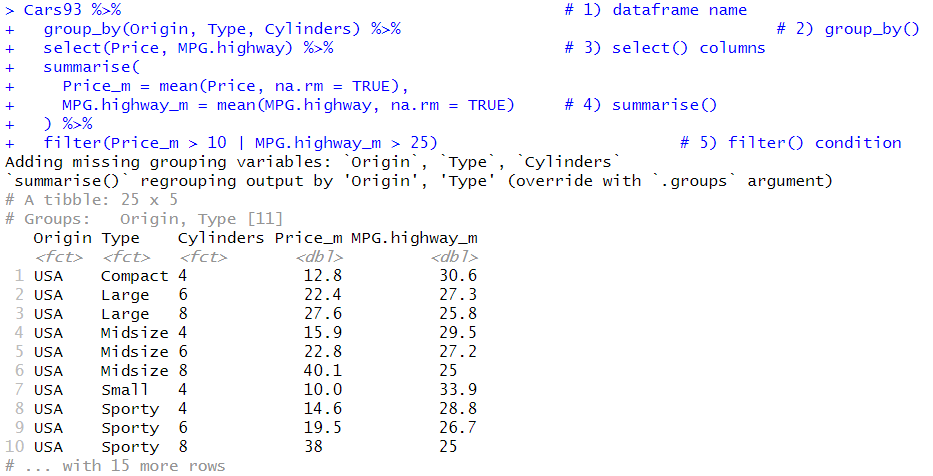 > Cars93 %>%                                              # 1) dataframe name
+   group_by(Origin, Type, Cylinders) %>%                                       # 2) group_by()
+   select(Price, MPG.highway) %>%                        # 3) select() columns
+   summarise(
+     Price_m = mean(Price, na.rm = TRUE),
+     MPG.highway_m = mean(MPG.highway, na.rm = TRUE)     # 4) summarise()
+   ) %>%
+   filter(Price_m > 10 | MPG.highway_m > 25)                         # 5) filter() condition
Adding missing grouping variables: `Origin`, `Type`, `Cylinders`
`summarise()` regrouping output by 'Origin', 'Type' (override with `.groups` argument)
# A tibble: 25 x 5
# Groups:   Origin, Type [11]
   Origin Type    Cylinders Price_m MPG.highway_m
   <fct>  <fct>   <fct>       <dbl>         <dbl>
 1 USA    Compact 4            12.8          30.6
 2 USA    Large   6            22.4          27.3
 3 USA    Large   8            27.6          25.8
 4 USA    Midsize 4            15.9          29.5
 5 USA    Midsize 6            22.8          27.2
 6 USA    Midsize 8            40.1          25
 7 USA    Small   4            10.0          33.9
 8 USA    Sporty  4            14.6          28.8
 9 USA    Sporty  6            19.5          26.7
10 USA    Sporty  8            38            25
# ... with 15 more rows